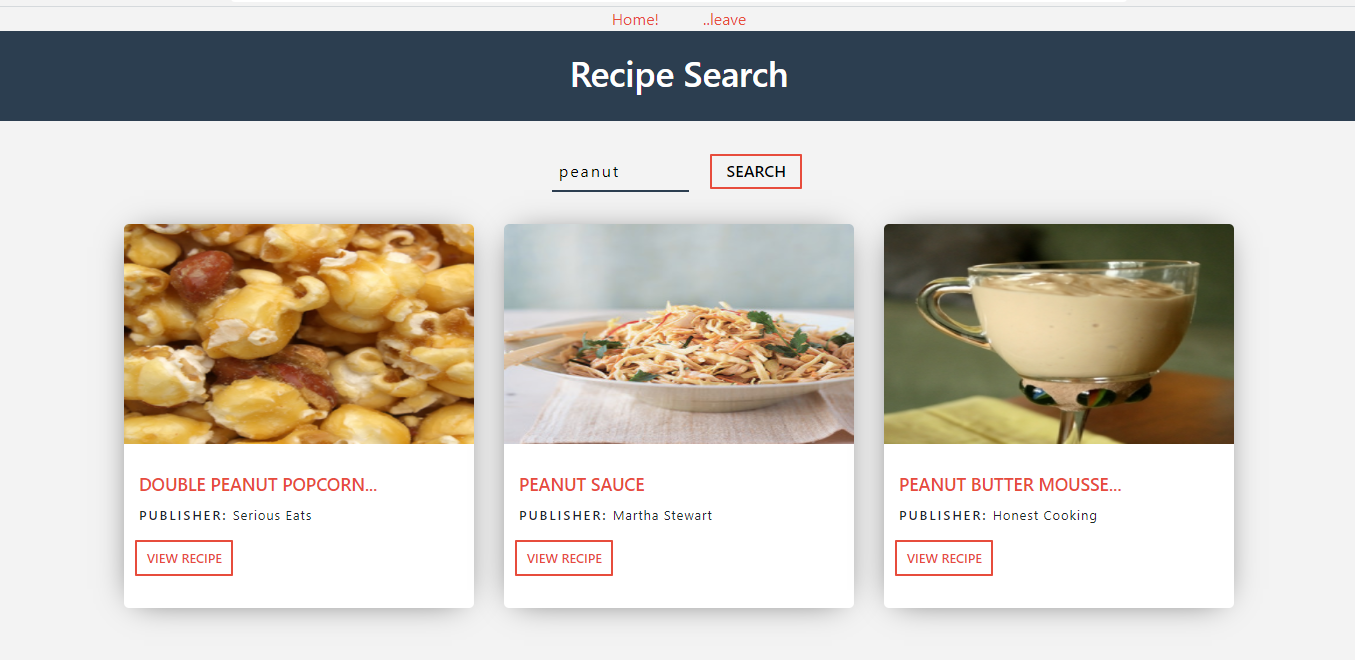 Home! ..leave
Recipe Search
peanut SEARCH
DOUBLE PEANUT POPCORN...
PUBLISHER: Serious Eats
VIEW RECIPE
PEANUT SAUCE
PUBLISHER: Martha Stewart
VIEW RECIPE
PEANUT BUTTER MOUSSE...
PUBLISHER: Honest Cooking
VIEW RECIPE